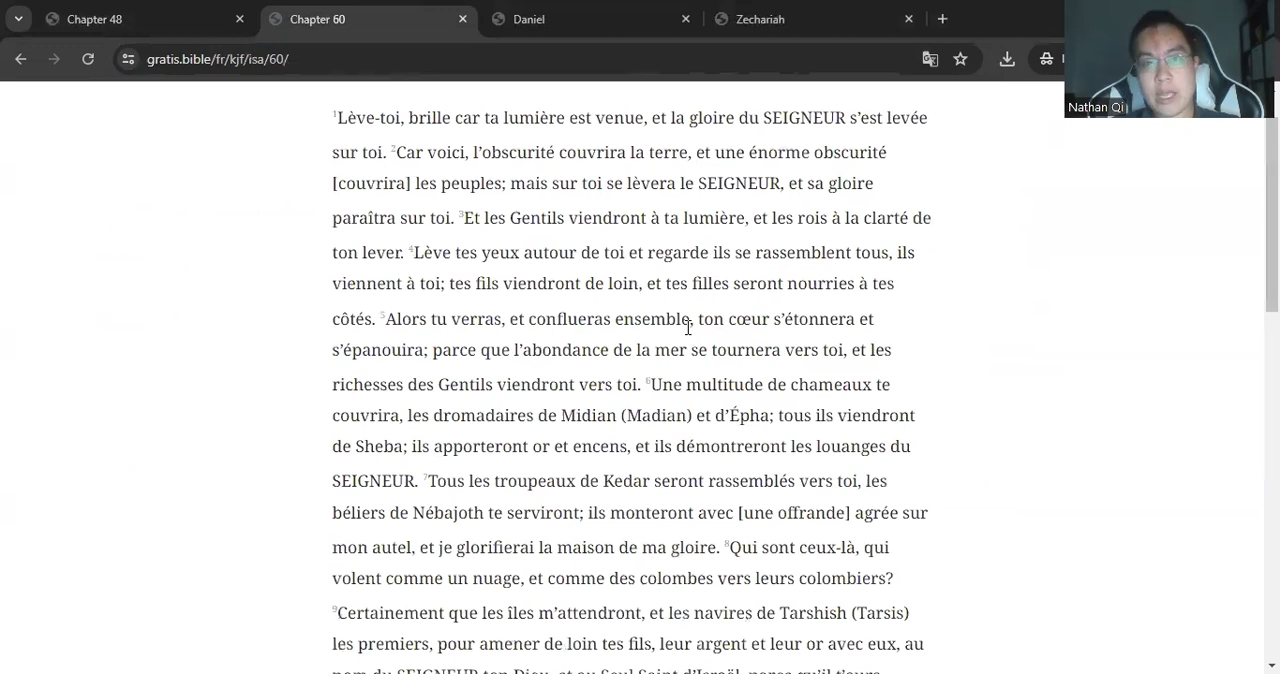 Chapter 48
Chapter 60
Daniel
Zechariah
gratis.bible/fr/kjf/isa/60/
Nathan Qi
1Lève-toi, brille car ta lumière est venue, et la gloire du SEIGNEUR s’est levée
sur toi. 2Car voici, l’obscurité couvrira la terre, et une énorme obscurité
[couvrira] les peuples; mais sur toi se lèvera le SEIGNEUR, et sa gloire
paraîtra sur toi. 3Et les Gentils viendront à ta lumière, et les rois à la clarté de
ton lever. 4Lève tes yeux autour de toi et regarde ils se rassemblent tous, ils
viennent à toi; tes fils viendront de loin, et tes filles seront nourries à tes
côtés. 5Alors tu verras, et conflueras ensemble, ton cœur s’étonnera et
s’épanouira; parce que l’abondance de la mer se tournera vers toi, et les
richesses des Gentils viendront vers toi. 6Une multitude de chameaux te
couvrira, les dromadaires de Midian (Madian) et d’Épha; tous ils viendront
de Sheba; ils apporteront or et encens, et ils démontreront les louanges du
SEIGNEUR. 7Tous les troupeaux de Kedar seront rassemblés vers toi, les
béliers de Nébajoth te serviront; ils monteront avec [une offrande] agrée sur
mon autel, et je glorifierai la maison de ma gloire. 8Qui sont ceux-là, qui
volent comme un nuage, et comme des colombes vers leurs colombiers?
9Certainement que les îles m’attendront, et les navires de Tarshish (Tarsis)
les premiers, pour amener de loin tes fils, leur argent et leur or avec eux, au
nom du SEIGNEUR ton Dieu, et au Seul Saint d’Israël, parce qu’il t’aura